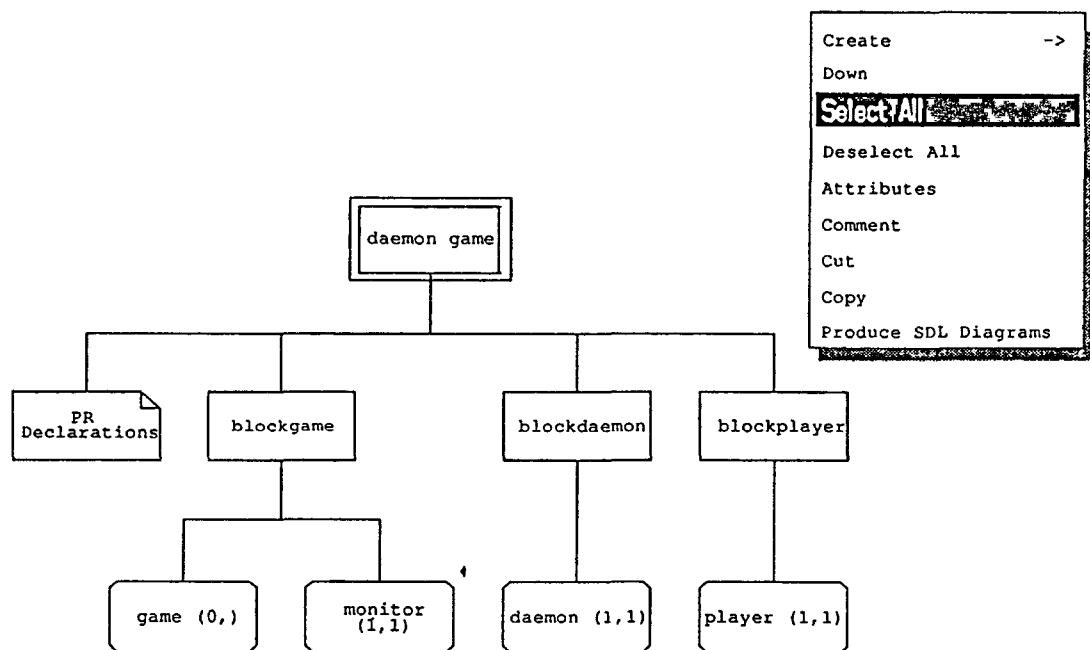 Create ->
Down
Select All
Deselect All
Attributes
Comment
Cut
Copy
Produce SDL Diagrams
daemon game
PR
Declarations
blockgame
blockdaemon
blockplayer
game (0,)
monitor
(1,1)
daemon (1,1)
player (1,1)